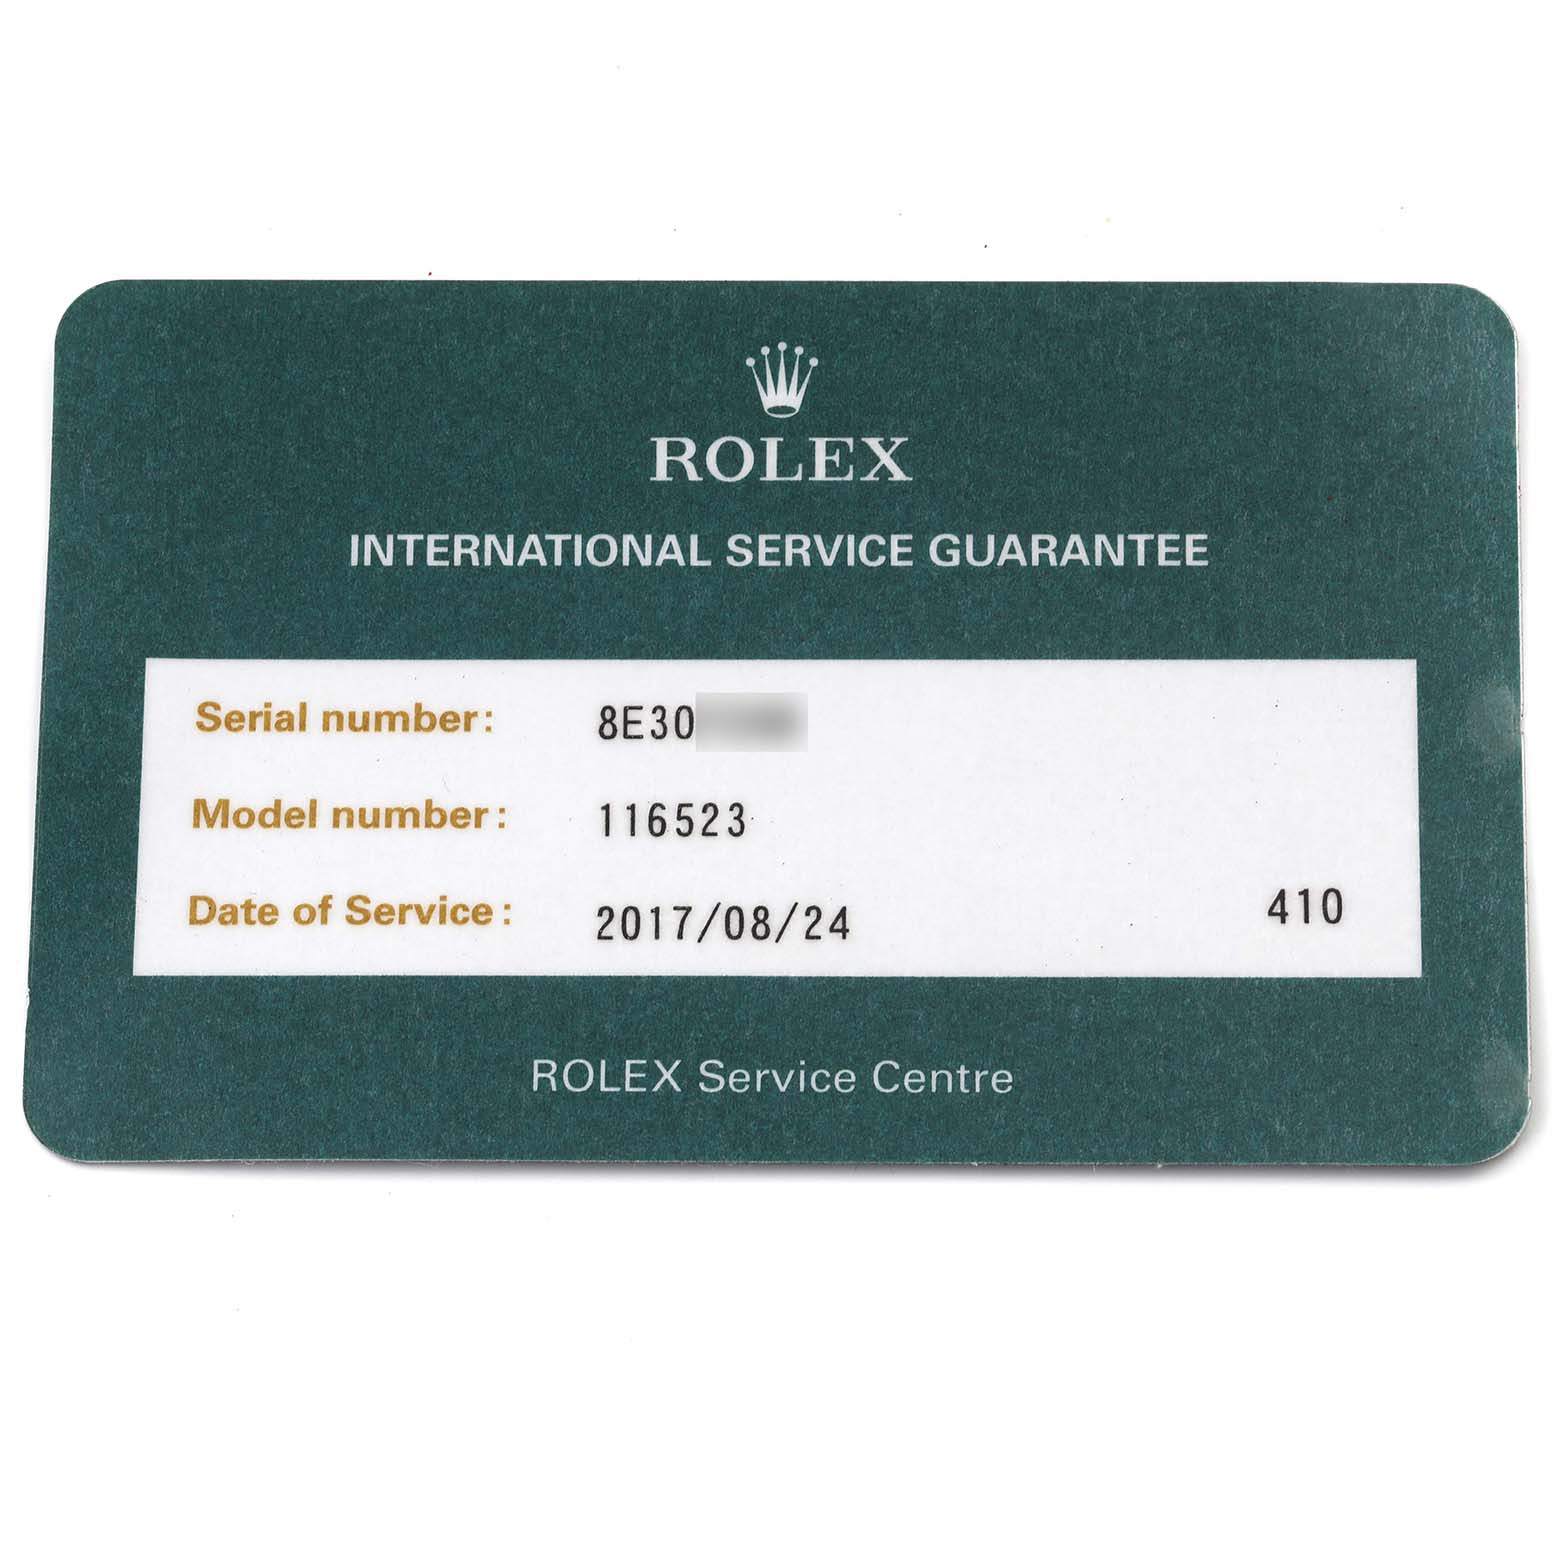 ROLEX
INTERNATIONAL SERVICE GUARANTEE
Serial number: 8E30
Model number: 116523
Date of Service: 2017/08/24 410
ROLEX Service Centre